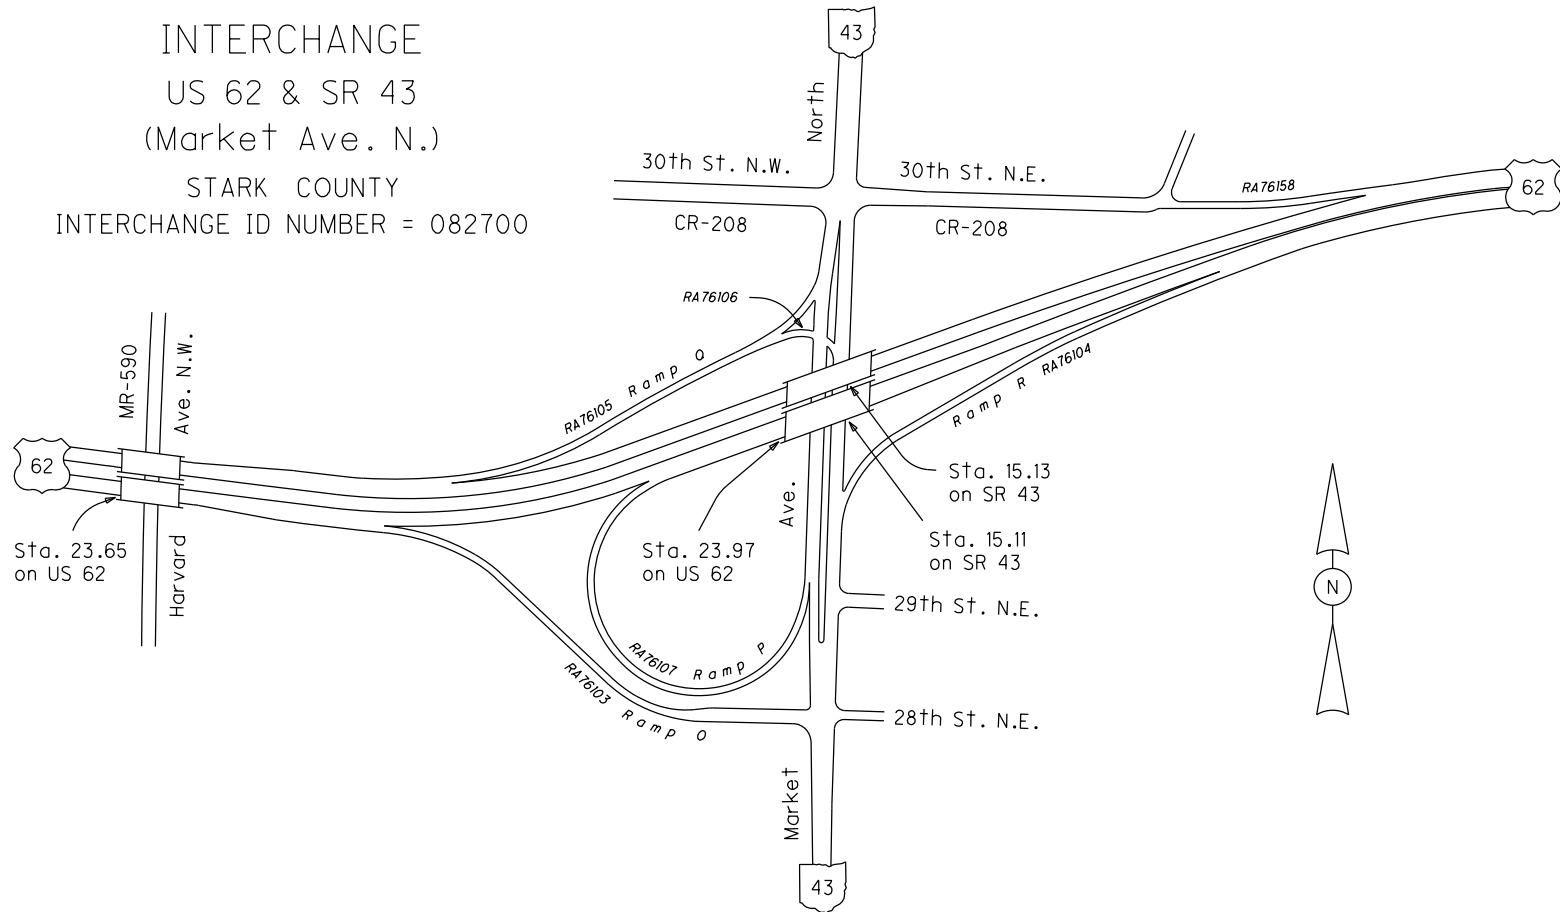 INTERCHANGE
US 62 & SR 43
(Market Ave. N.)
STARK COUNTY
INTERCHANGE ID NUMBER = 082700
43
North
30th St. N.W.
30th St. N.E.
RA76158
62
CR-208
CR-208
RA76106
MR-590
Ave. N.W.
RA76105 Ramp Q
Ramp R RA76104
62
Sta. 15.13
on SR 43
Ave.
Sta. 23.65
on US 62
Harvard
Sta. 23.97
on US 62
Sta. 15.11
on SR 43
N
29th St. N.E.
RA76107 Ramp P
RA76103 Ramp O
28th St. N.E.
Market
43